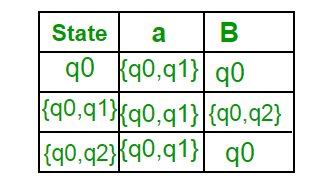 State a B
q0 {q0,q1} q0
{q0,q1} {q0,q1} {q0,q2}
{q0,q2} {q0,q1} q0